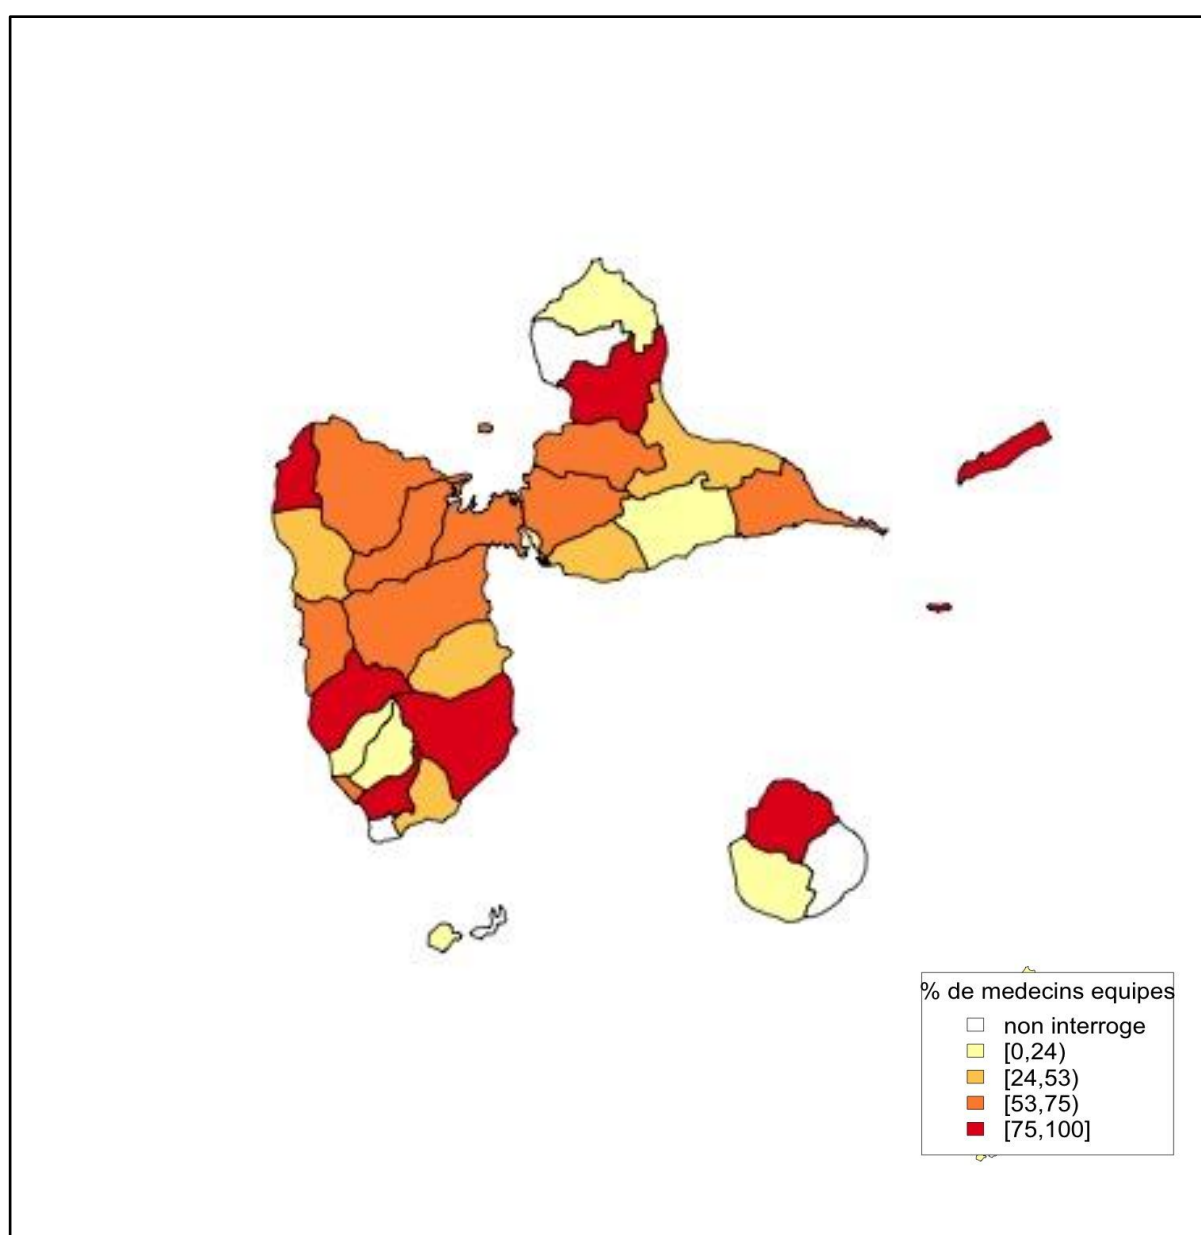 % de medecins equipes
non interroge
[0,24)
[24,53)
[53,75)
[75,100]